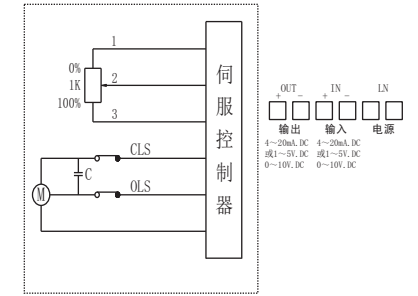 1
0%
1K
2
100%
3
CLS
C
OLS
M
伺服控制器
OUT IN LN
+ - + -
输出 输入 电源
4～20mA.DC 4～20mA.DC
或1～5V.DC 或1～5V.DC
0～10V.DC 0～10V.DC